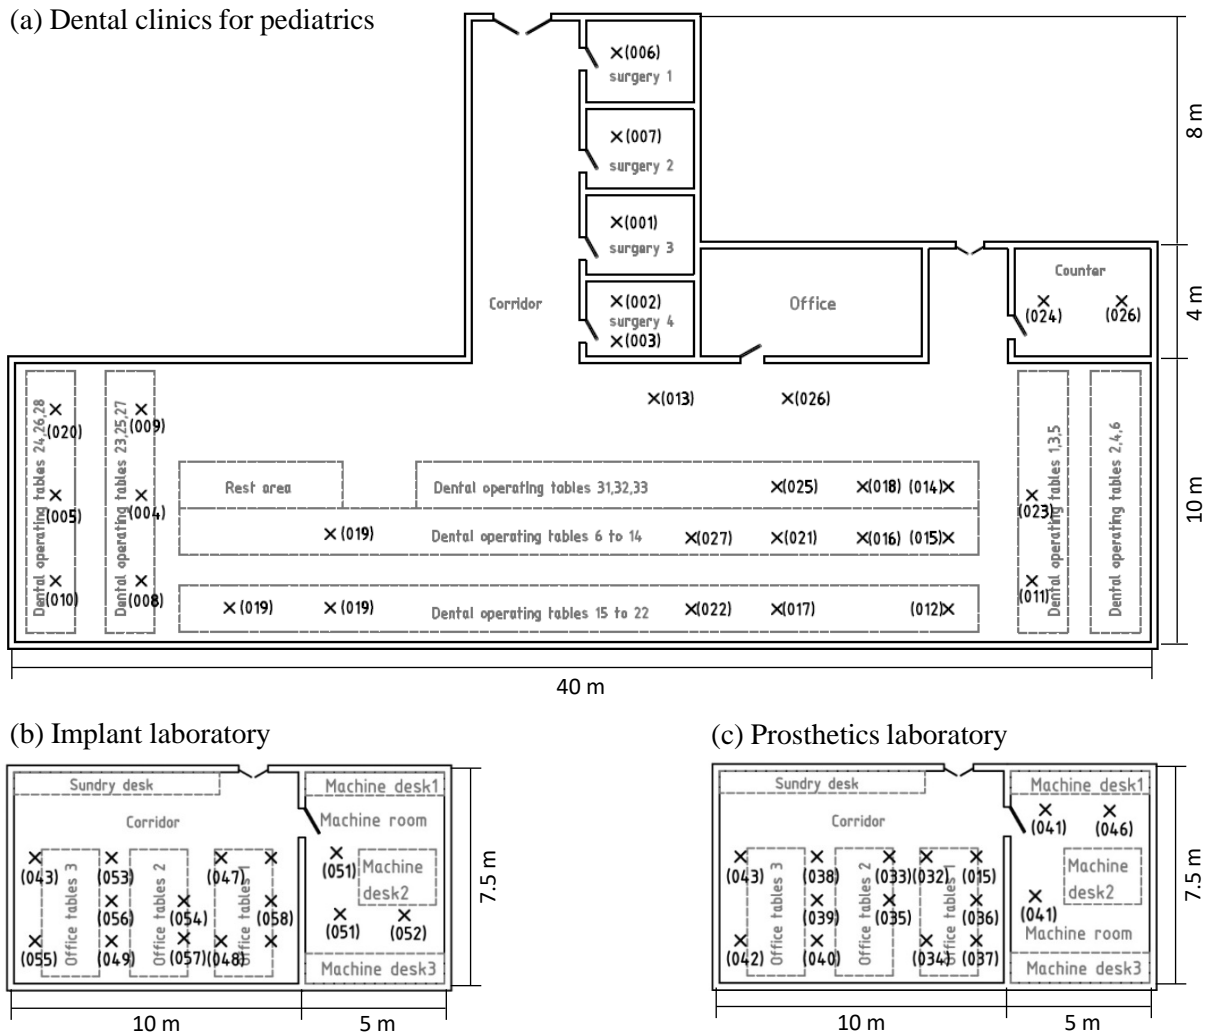 (a) Dental clinics for pediatrics
×(006)
surgery 1
×(007)
surgery 2
×(001)
surgery 3
×(002)
surgery 4
×(003)
Corridor
Office
Counter
× ×
(024) (026)
8 m
4 m
10 m
40 m
×(013) ×(026)
Dental operating tables 24,26,28
×
(020)
×
(005)
×
(010)
Dental operating tables 23,25,27
×
(009)
×
(004)
×
(008)
Rest area
Dental operating tables 31,32,33
×(025) ×(018) (014)×
×(019)
Dental operating tables 6 to 14
×(027) ×(021) ×(016) (015)×
×(019) ×(019)
Dental operating tables 15 to 22
×(022) ×(017) (012)×
×
(023)
×
(011)
Dental operating tables 1,3,5
Dental operating tables 2,4,6
(b) Implant laboratory
Sundry desk
Corridor
Machine desk1
Machine room
Machine
desk2
Machine desk3
Office tables 3
Office tables 2
Office tables 1
× × × ×
(043) (053) (047)
× × ×
(056) (054) (058)
× × × × ×
(055) (049) (057) (048)
×
(051)
× ×
(051) (052)
7.5 m
10 m 5 m
(c) Prosthetics laboratory
Sundry desk
Corridor
Machine desk1
× ×
(041) (046)
Machine
desk2
×
(041)
Machine room
Machine desk3
Office tables 3
Office tables 2
Office tables 1
× × × × ×
(043) (038) (033) (032) (015)
× × ×
(039) (035) (036)
× × × ×
(042) (040) (034) (037)
7.5 m
10 m 5 m